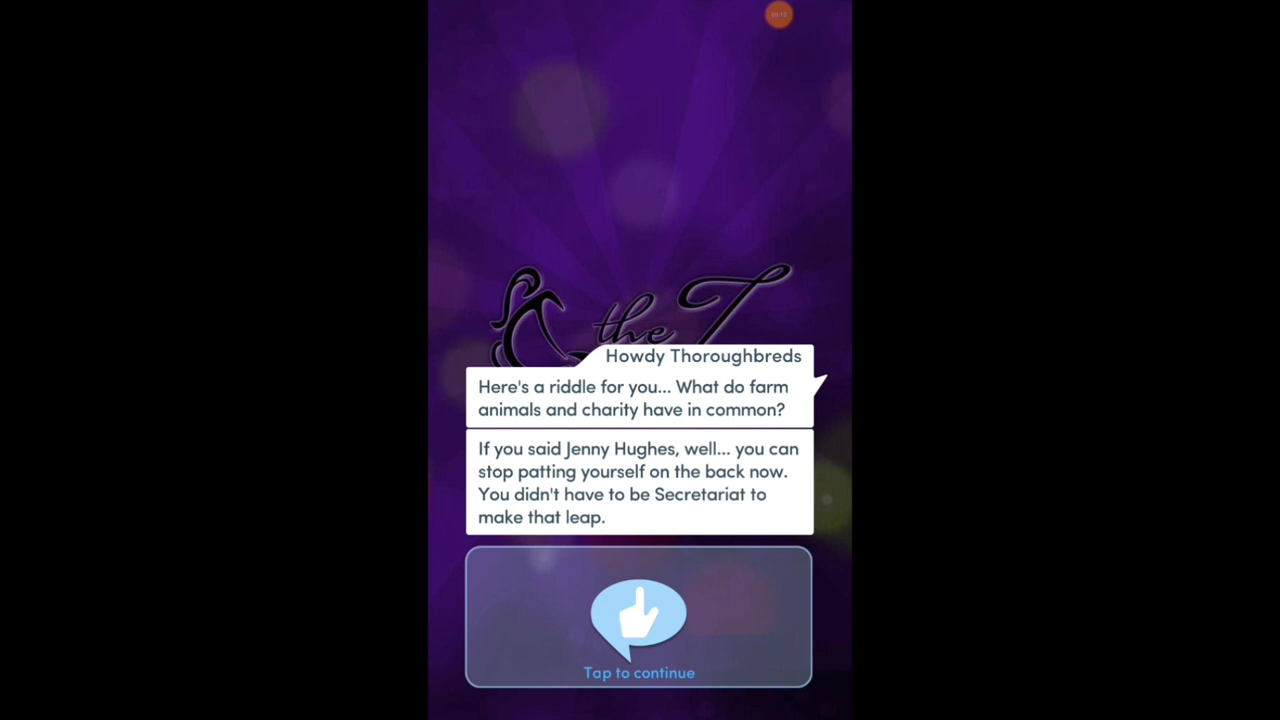 the T
Howdy Thoroughbreds
Here's a riddle for you... What do farm
animals and charity have in common?
If you said Jenny Hughes, well... you can
stop patting yourself on the back now.
You didn't have to be Secretariat to
make that leap.
Tap to continue